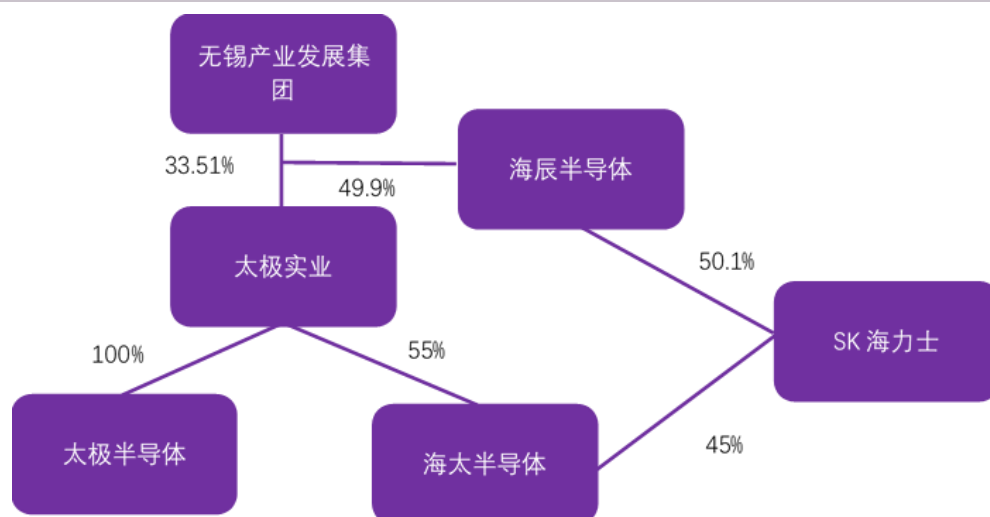 无锡产业发展集
团
33.51%
49.9%
海辰半导体
太极实业
50.1%
SK 海力士
100%
55%
太极半导体
海太半导体
45%